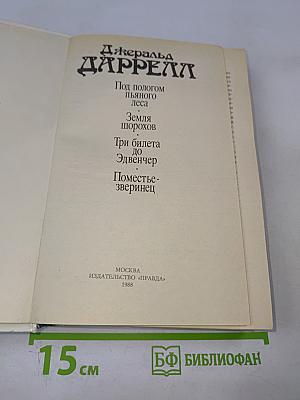 Джеральд
ДАРРЕЛЛ
Под пологом
пьяного
леса
Земля
шорохов
Три билета
до
Эдвенчер
Поместье-
зверинец
МОСКВА
ИЗДАТЕЛЬСТВО «ПРАВДА»
1988
15 см
БФ БИБЛИОФАН